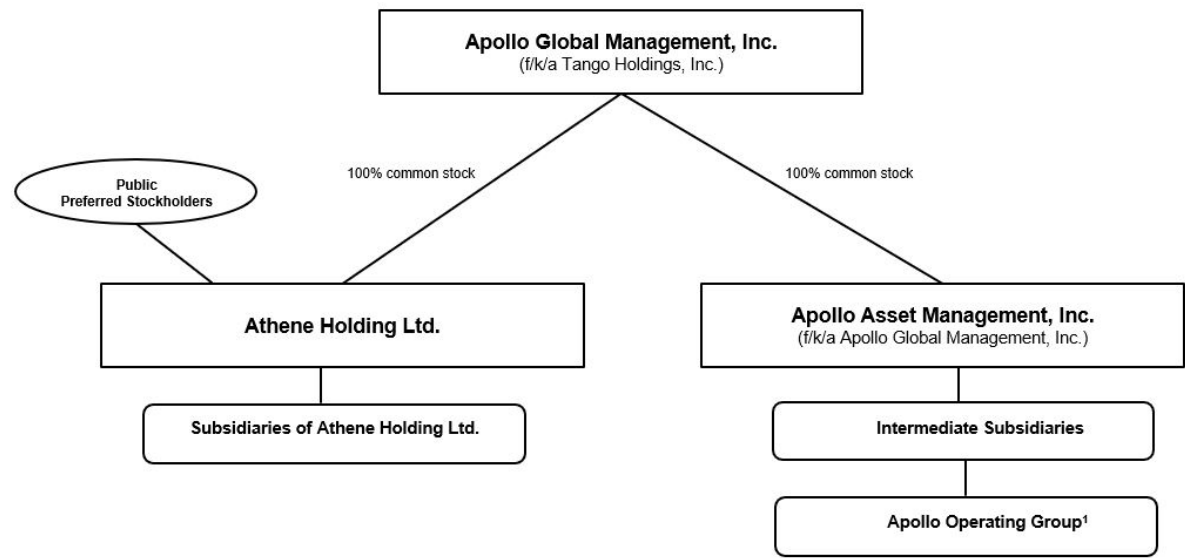 Apollo Global Management, Inc.
(f/k/a Tango Holdings, Inc.)
100% common stock
100% common stock
Public
Preferred Stockholders
Athene Holding Ltd.
Apollo Asset Management, Inc.
(f/k/a Apollo Global Management, Inc.)
Subsidiaries of Athene Holding Ltd.
Intermediate Subsidiaries
Apollo Operating Group¹